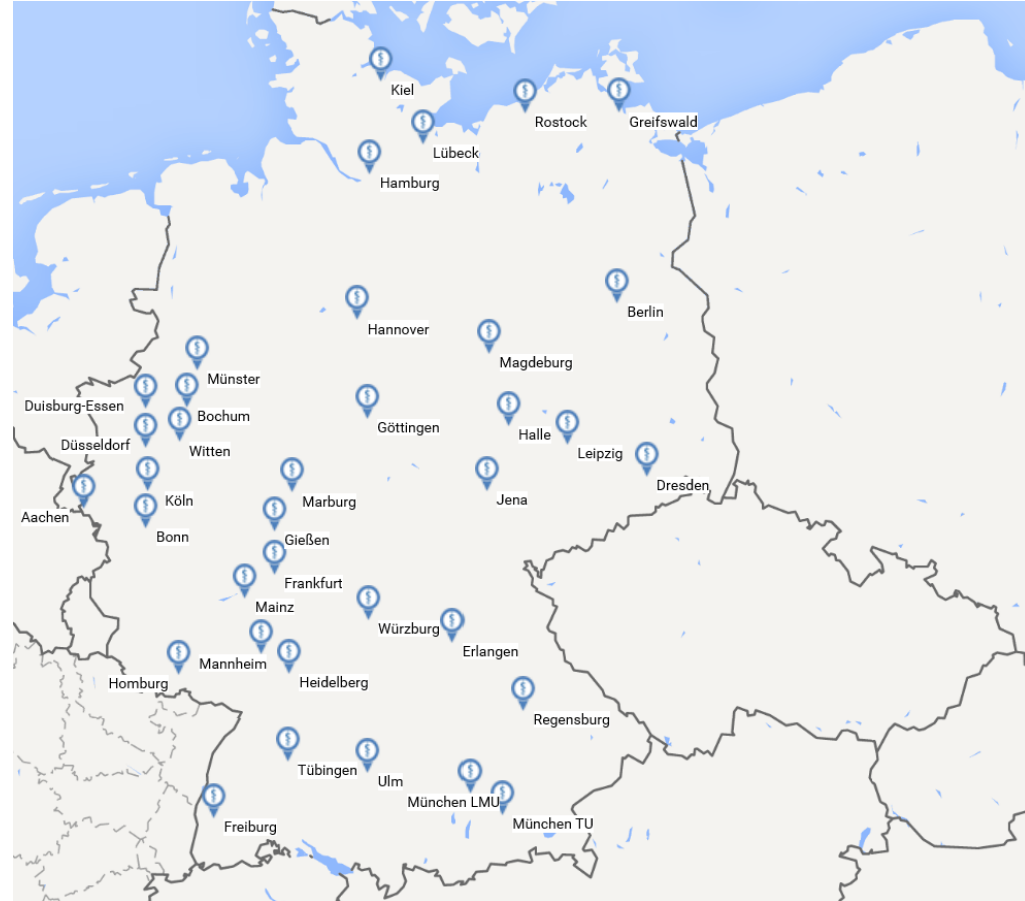 Kiel
Rostock
Greifswald
Lübeck
Hamburg
Berlin
Hannover
Magdeburg
Münster
Duisburg-Essen
Bochum
Göttingen
Halle
Düsseldorf
Witten
Leipzig
Dresden
Köln
Marburg
Jena
Aachen
Bonn
Gießen
Frankfurt
Mainz
Würzburg
Erlangen
Mannheim
Homburg
Heidelberg
Regensburg
Tübingen
Ulm
München LMU
München TU
Freiburg